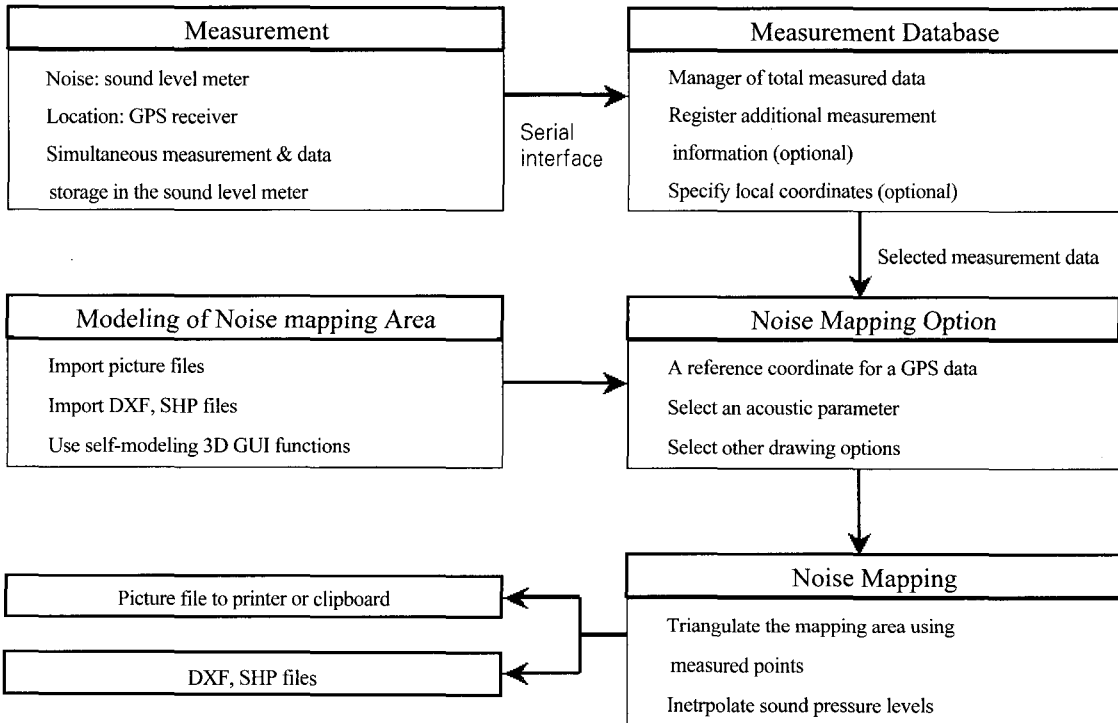 Measurement
Noise: sound level meter
Location: GPS receiver
Simultaneous measurement & data
storage in the sound level meter
Serial
interface
Measurement Database
Manager of total measured data
Register additional measurement
information (optional)
Specify local coordinates (optional)
Selected measurement data
Modeling of Noise mapping Area
Import picture files
Import DXF, SHP files
Use self-modeling 3D GUI functions
Noise Mapping Option
A reference coordinate for a GPS data
Select an acoustic parameter
Select other drawing options
Noise Mapping
Triangulate the mapping area using
measured points
Inetrpolate sound pressure levels
Picture file to printer or clipboard
DXF, SHP files